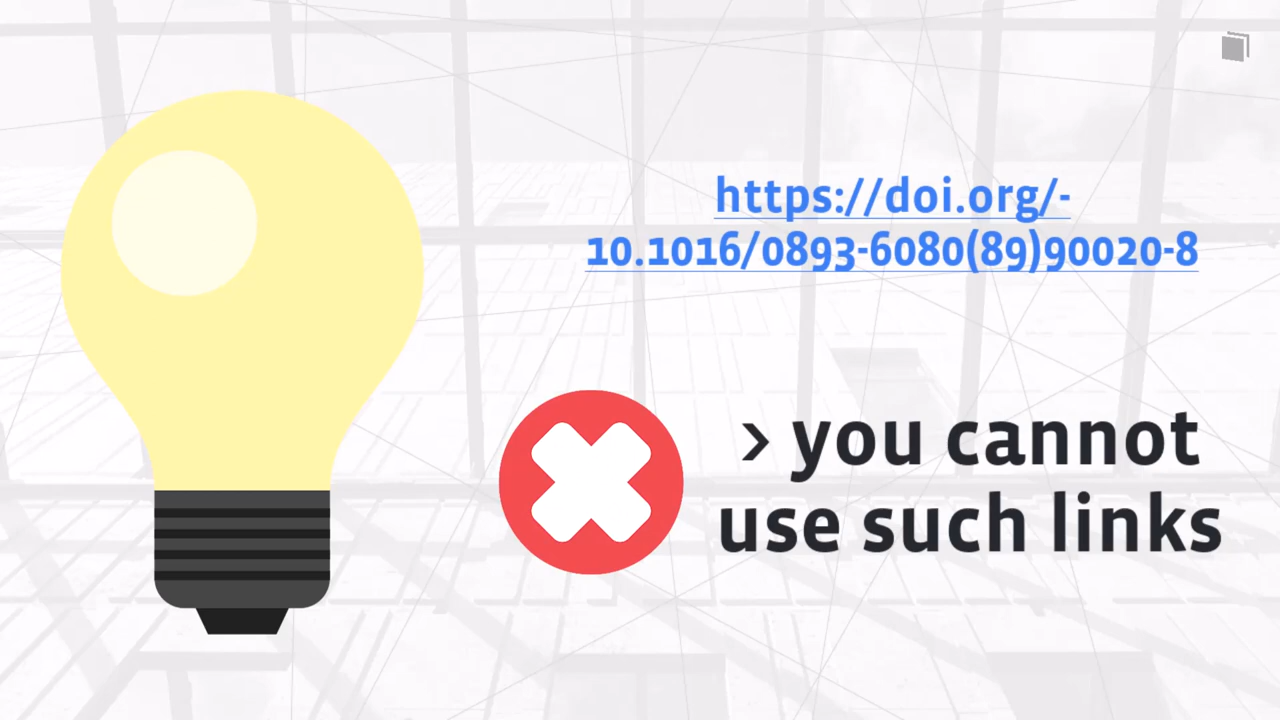 https://doi.org/-
10.1016/0893-6080(89)90020-8
› you cannot
use such links